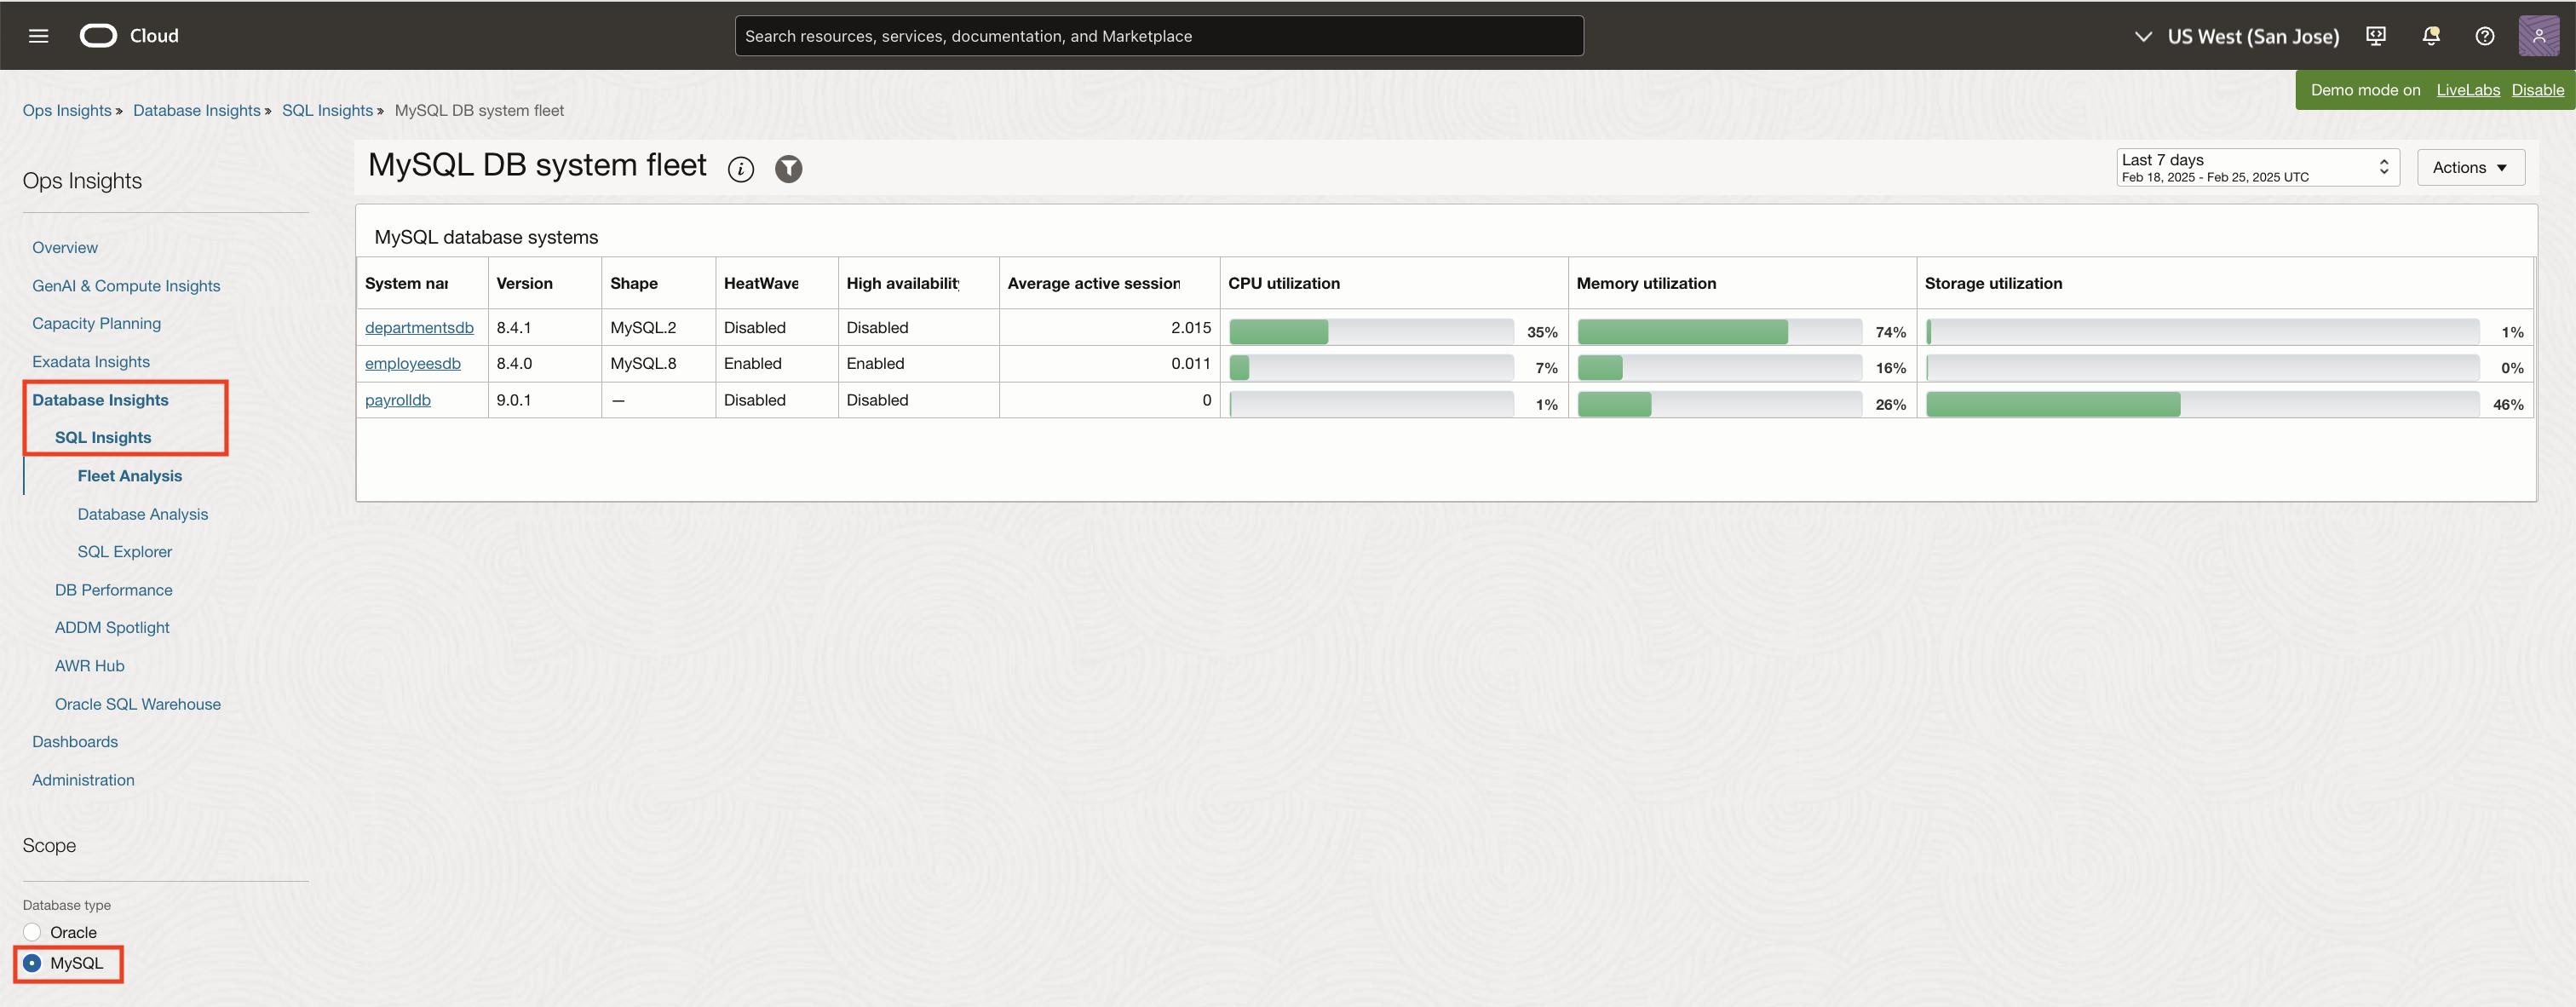 Cloud
Search resources, services, documentation, and Marketplace
US West (San Jose)
Demo mode on LiveLabs Disable
Ops Insights » Database Insights » SQL Insights » MySQL DB system fleet
Ops Insights
Overview
GenAI & Compute Insights
Capacity Planning
Exadata Insights
Database Insights
SQL Insights
Fleet Analysis
Database Analysis
SQL Explorer
DB Performance
ADDM Spotlight
AWR Hub
Oracle SQL Warehouse
Dashboards
Administration
Scope
Database type
Oracle
MySQL
MySQL DB system fleet
Last 7 days
Feb 18, 2025 - Feb 25, 2025 UTC
Actions
MySQL database systems
System nar Version Shape HeatWave High availability Average active session CPU utilization Memory utilization Storage utilization
departmentsdb 8.4.1 MySQL.2 Disabled Disabled 2.015 35% 74% 1%
employeesdb 8.4.0 MySQL.8 Enabled Enabled 0.011 7% 16% 0%
payrolldb 9.0.1 — Disabled Disabled 0 1% 26% 46%